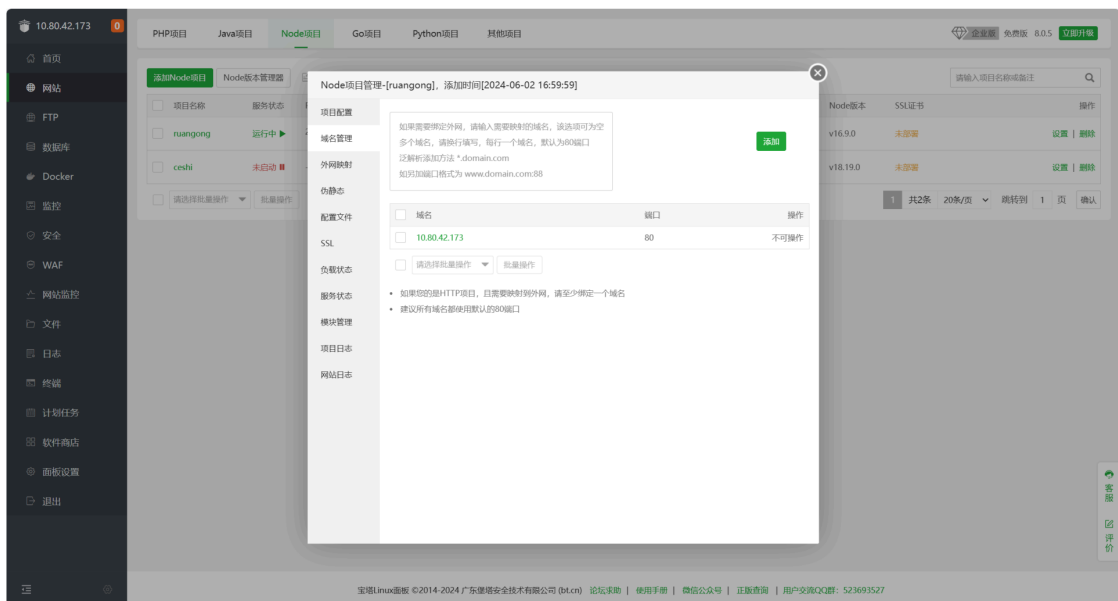 10.80.42.173
0
首页
网站
FTP
数据库
Docker
监控
安全
WAF
网站监控
文件
日志
终端
计划任务
软件商店
面板设置
退出
PHP项目 Java项目 Node项目 Go项目 Python项目 其他项目
企业版 免费版 8.0.5 立即升级
添加Node项目 Node版本管理器
请输入项目名称或备注
项目名称 服务状态
Node版本 SSL证书 操作
ruangong 运行中
v16.9.0 未部署 设置 | 删除
ceshi 未启动
v18.19.0 未部署 设置 | 删除
请选择批量操作 批量操作
1 共2条 20条/页 跳转到 1 页 确认
Node项目管理-[ruangong],添加时间[2024-06-02 16:59:59]
项目配置
域名管理
外网映射
伪静态
配置文件
SSL
负载状态
服务状态
模块管理
项目日志
网站日志
如果需要绑定外网,请输入需要映射的域名,该选项可为空
多个域名,请换行填写,每行一个域名,默认为80端口
泛解析添加方法 *.domain.com
如另加端口格式为 www.domain.com:88
添加
域名 端口 操作
10.80.42.173 80 不可操作
请选择批量操作 批量操作
如果您的是HTTP项目,且需要映射到外网,请至少绑定一个域名
建议所有域名都使用默认的80端口
客服
评价
宝塔Linux面板 ©2014-2024 广东堡塔安全技术有限公司 (bt.cn) 论坛求助 | 使用手册 | 微信公众号 | 正版查询 | 用户交流QQ群:523693527